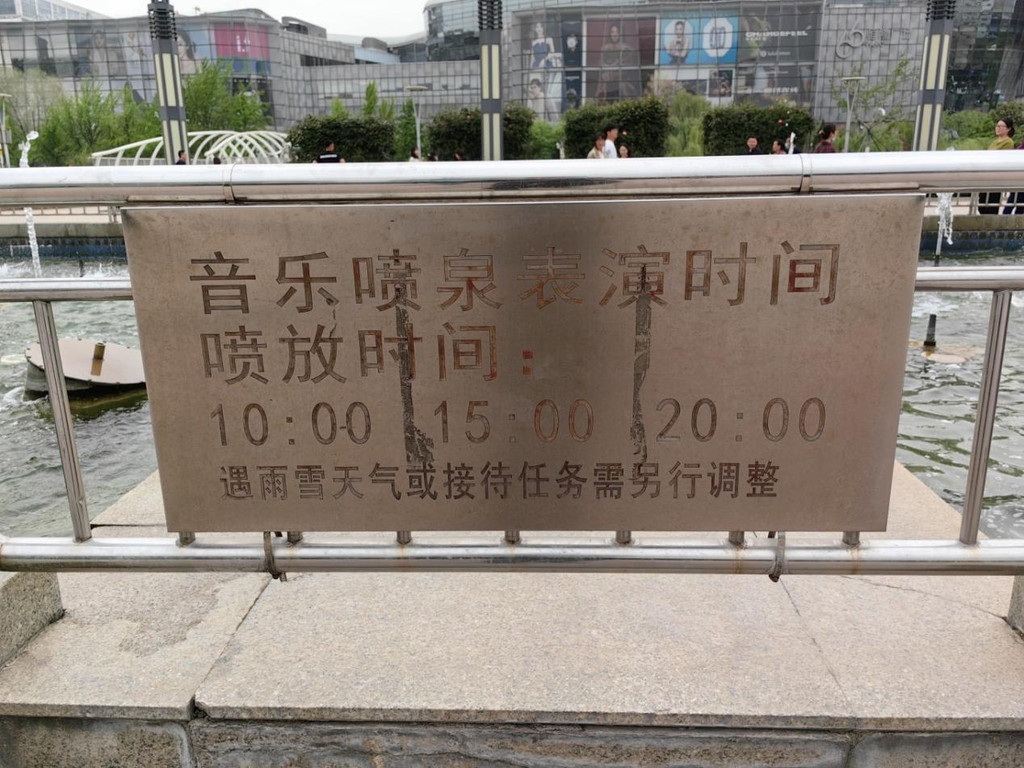 音乐喷泉表演时间
喷放时间：
10:00 15:00 20:00
遇雨雪天气或接待任务需另行调整